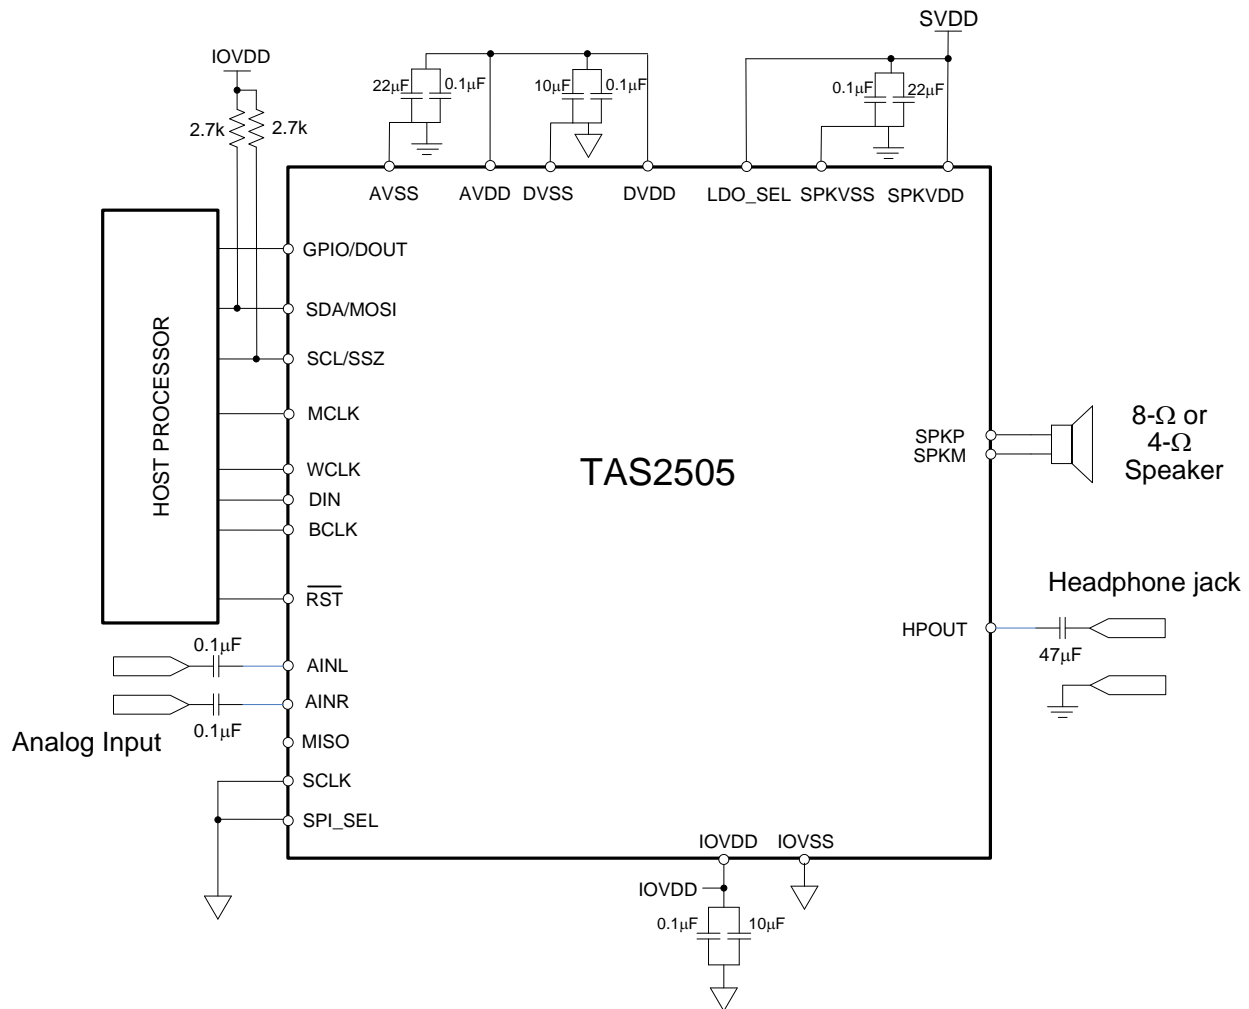 SVDD
IOVDD
22µF
0.1µF
10µF
0.1µF
0.1µF
22µF
2.7k
2.7k
AVSS
AVDD
DVSS
DVDD
LDO_SEL
SPKVSS
SPKVDD
GPIO/DOUT
SDA/MOSI
SCL/SSZ
MCLK
WCLK
DIN
BCLK
RST
HOST PROCESSOR
TAS2505
SPKP
SPKM
8-Ω or
4-Ω
Speaker
Headphone jack
HPOUT
47µF
0.1µF
AINL
AINR
0.1µF
Analog Input
MISO
SCLK
SPI_SEL
IOVDD
IOVSS
IOVDD
0.1µF
10µF